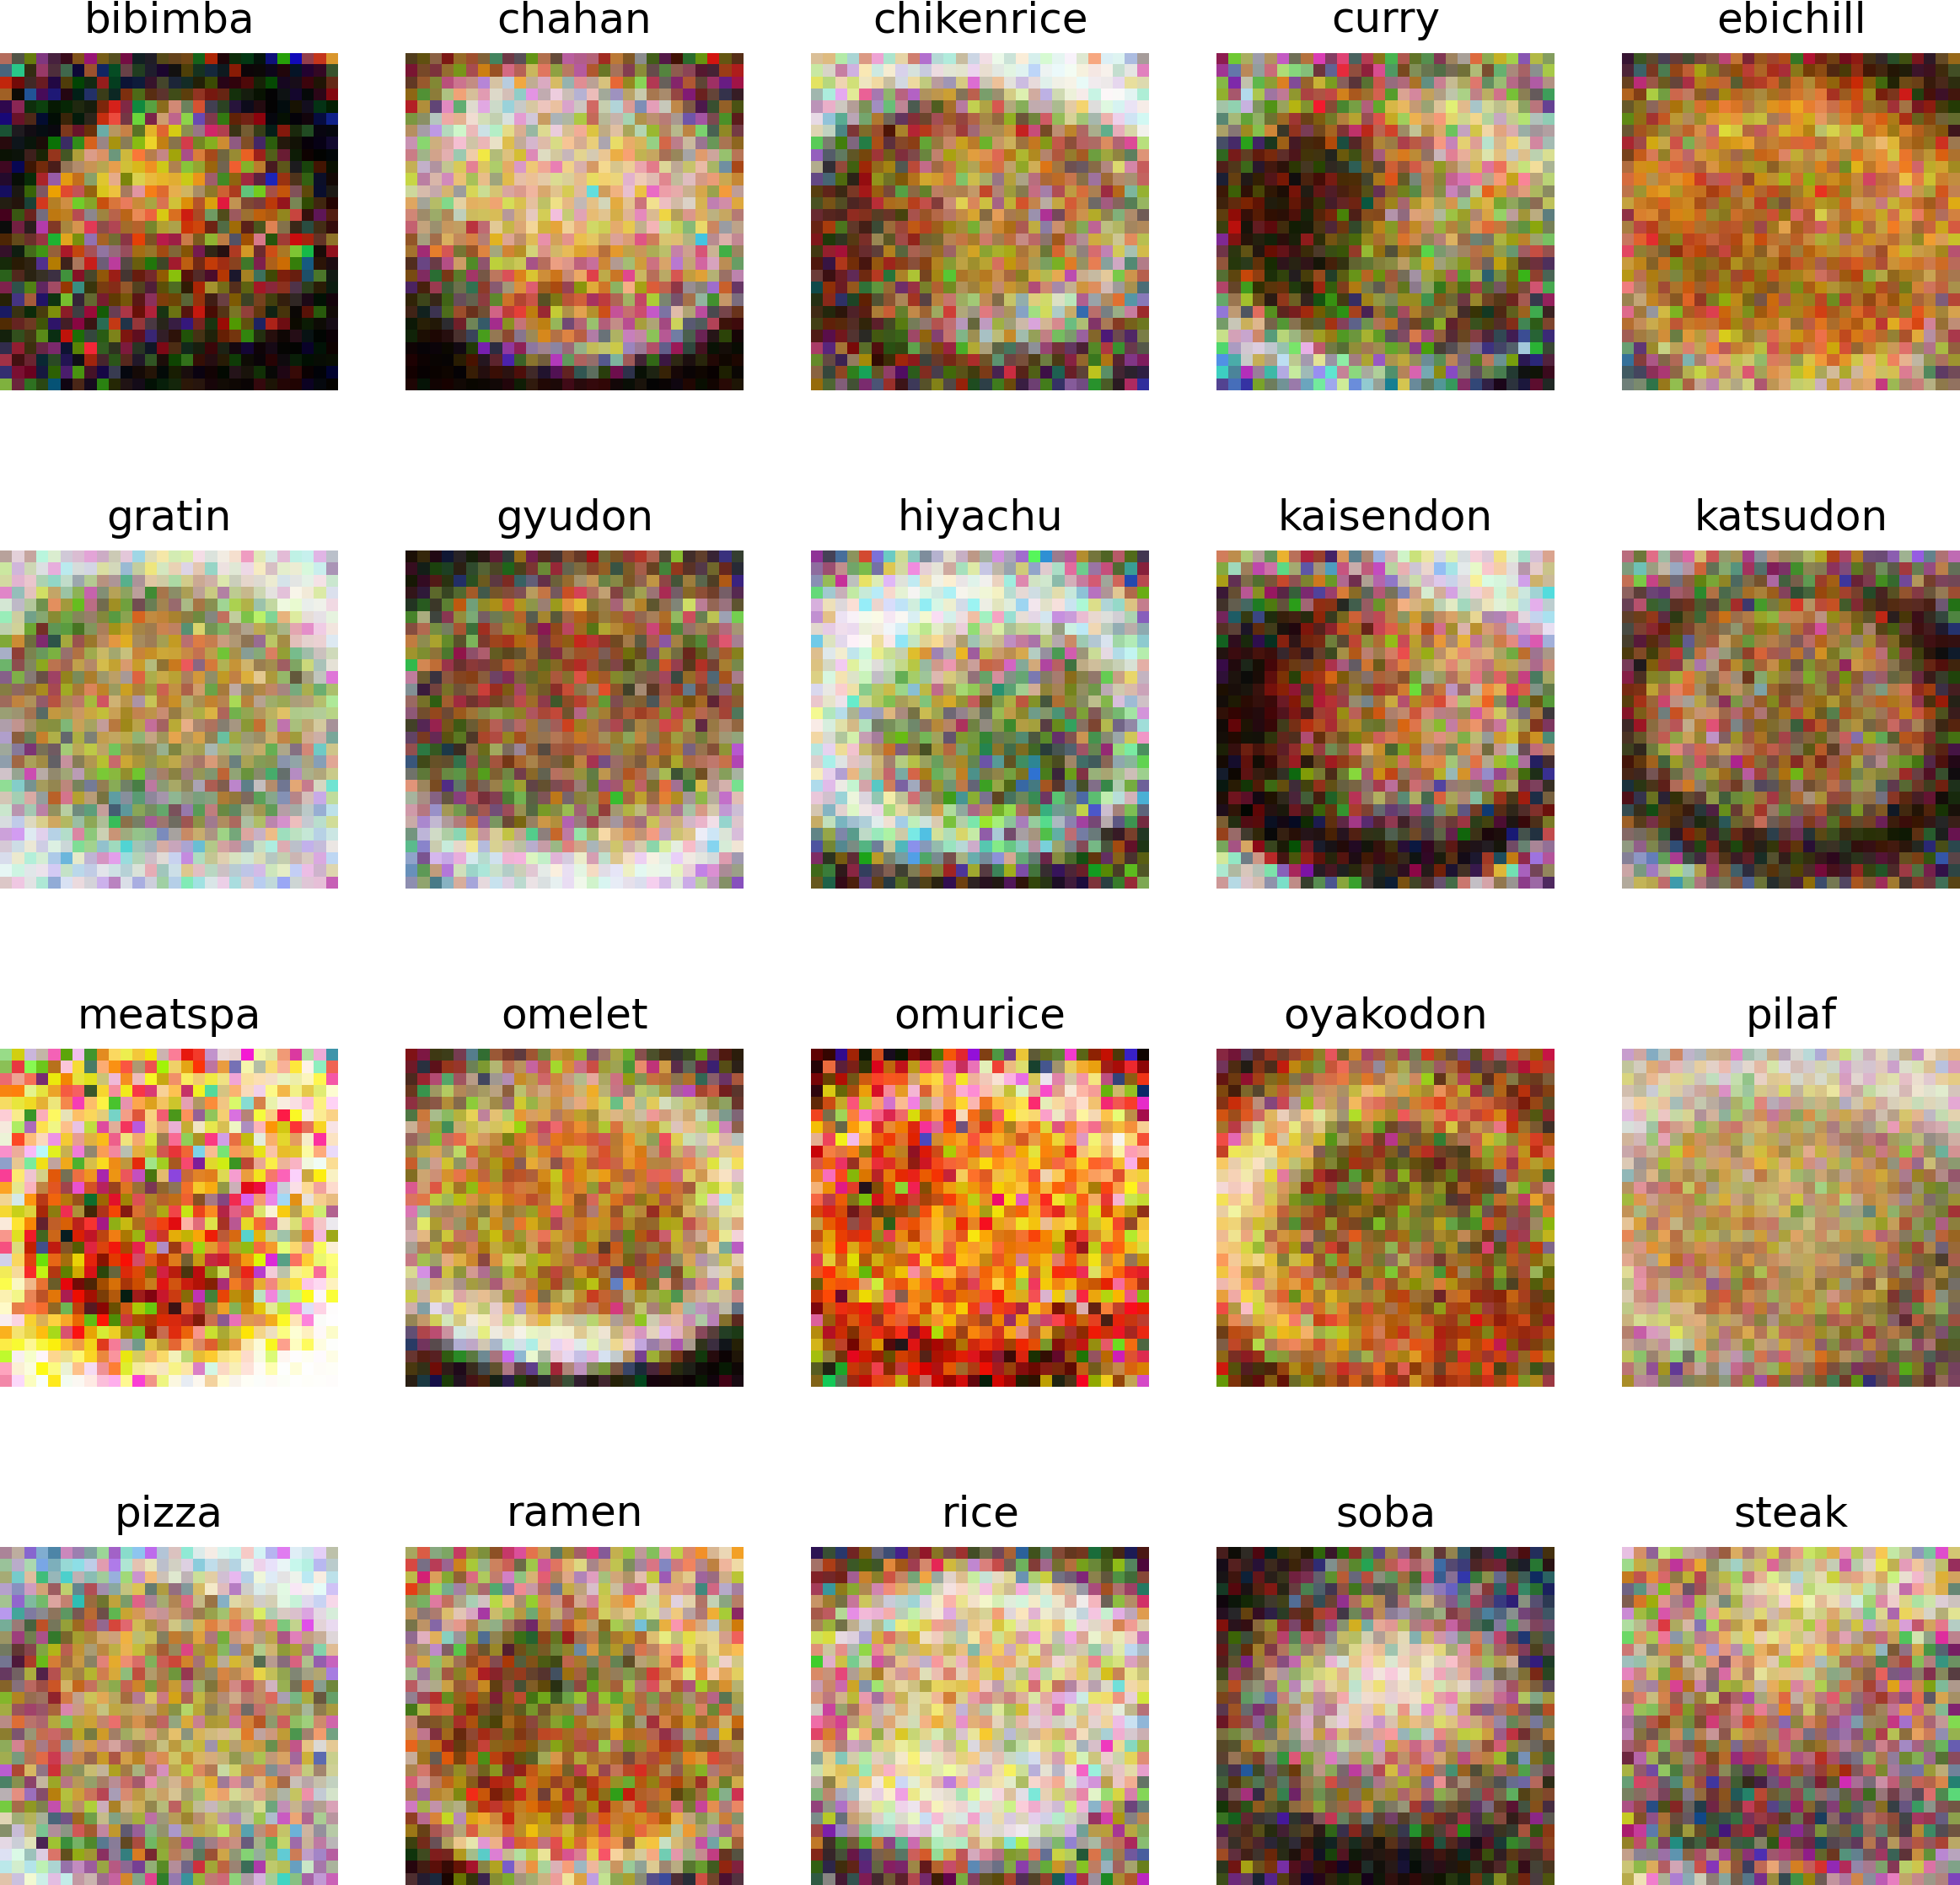 bibimba chahan chikenrice curry ebichill
gratin gyudon hiyachu kaisendon katsudon
meatspa omelet omurice oyakodon pilaf
pizza ramen rice soba steak